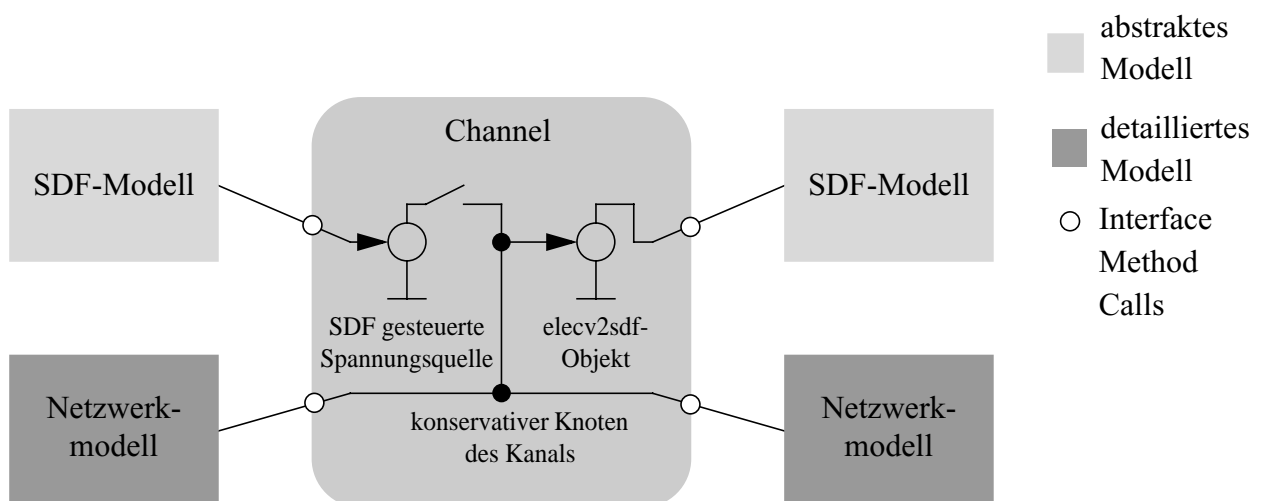 abstraktes
Modell
detailliertes
Modell
Interface
Method
Calls
Channel
SDF-Modell
SDF-Modell
SDF gesteuerte
Spannungsquelle
elecv2sdf-
Objekt
Netzwerk-
modell
konservativer Knoten
des Kanals
Netzwerk-
modell